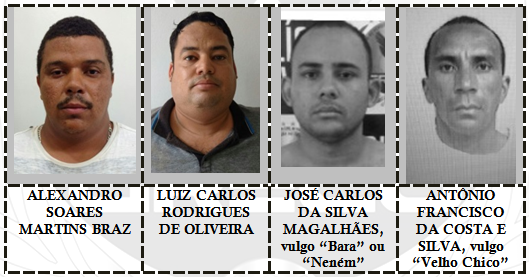 ALEXANDRO
SOARES
MARTINS BRAZ
LUIZ CARLOS
RODRIGUES
DE OLIVEIRA
JOSÉ CARLOS
DA SILVA
MAGALHÃES,
vulgo “Bara” ou
“Neném”
ANTÔNIO
FRANCISCO
DA COSTA E
SILVA, vulgo
“Velho Chico”